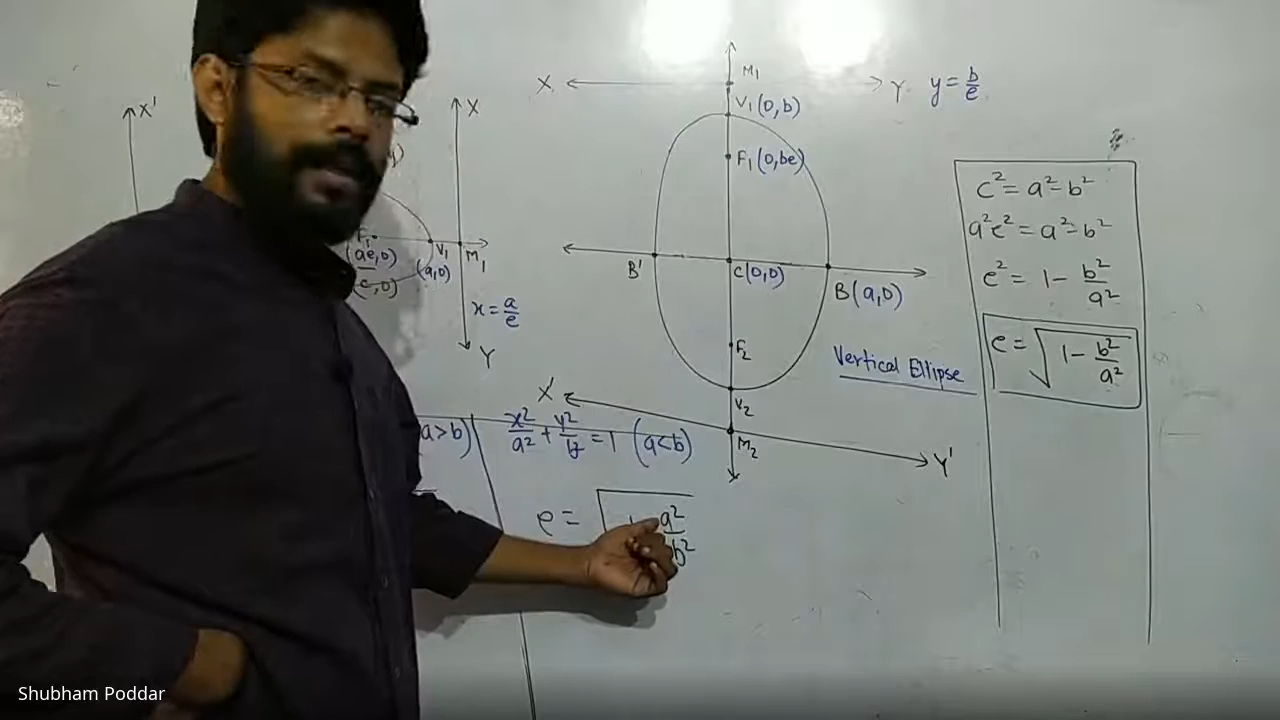 X'
X
X
Y
M₁
y = b/e
V₁(0,b)
F₁(0,be)
F₁
(ae,0)
(c,0)
V₁
(a,0)
M₁
x = a/e
Y
B'
C(0,0)
B(a,0)
F₂
Vertical Ellipse
V₂
M₂
X'
Y'
c² = a² - b²
a²e² = a² - b²
e² = 1 - b²/a²
e = √(1 - b²/a²)
a>b)
x²/a² + y²/b² = 1 (a<b)
e = √(1 - a²/b²)
Shubham Poddar